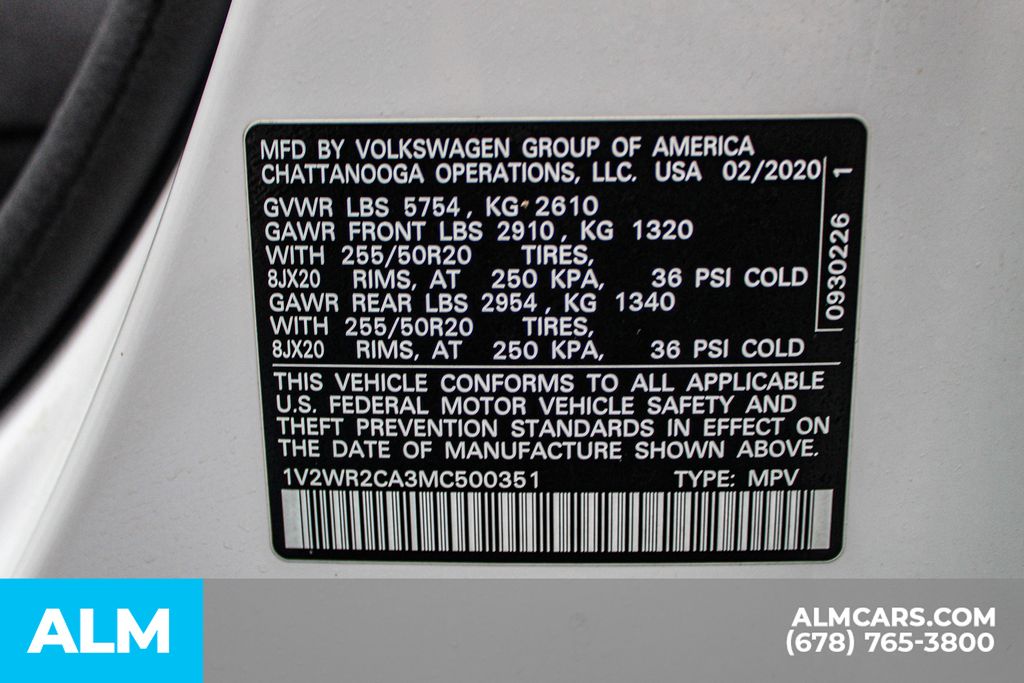 MFD BY VOLKSWAGEN GROUP OF AMERICA
CHATTANOOGA OPERATIONS, LLC. USA 02/2020
1
0930226
GVWR LBS 5754, KG 2610
GAWR FRONT LBS 2910, KG 1320
WITH 255/50R20 TIRES,
8JX20 RIMS, AT 250 KPA, 36 PSI COLD
GAWR REAR LBS 2954, KG 1340
WITH 255/50R20 TIRES,
8JX20 RIMS, AT 250 KPA, 36 PSI COLD
THIS VEHICLE CONFORMS TO ALL APPLICABLE
U.S. FEDERAL MOTOR VEHICLE SAFETY AND
THEFT PREVENTION STANDARDS IN EFFECT ON
THE DATE OF MANUFACTURE SHOWN ABOVE.
1V2WR2CA3MC500351 TYPE: MPV
ALM
ALMCARS.COM
(678) 765-3800